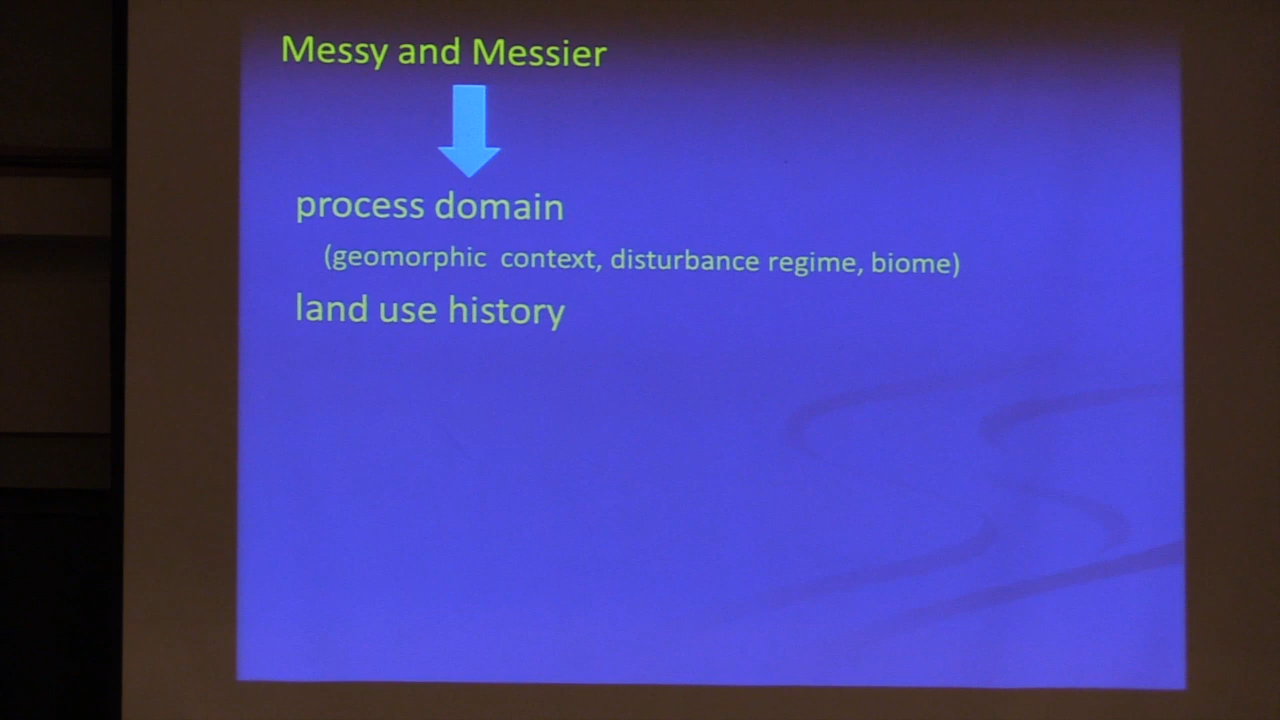 Messy and Messier
process domain
(geomorphic context, disturbance regime, biome)
land use history